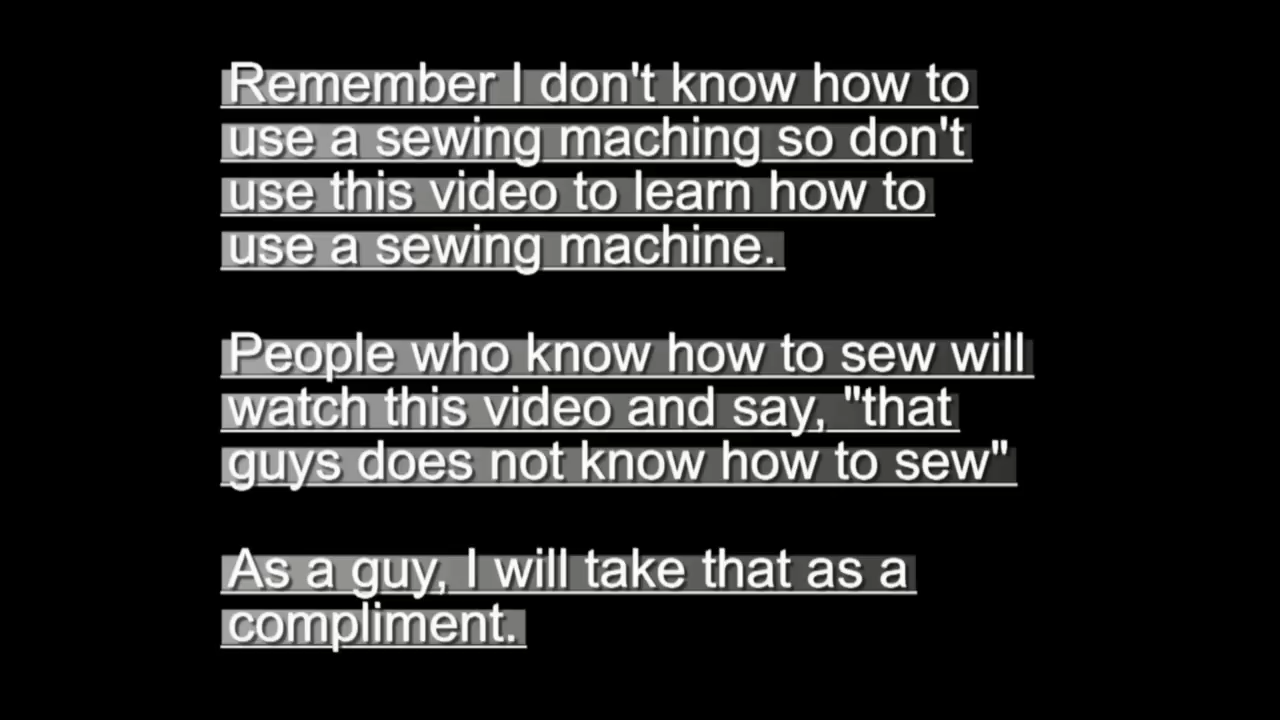 Remember I don't know how to
use a sewing maching so don't
use this video to learn how to
use a sewing machine.
People who know how to sew will
watch this video and say, "that
guys does not know how to sew"
As a guy, I will take that as a
compliment.